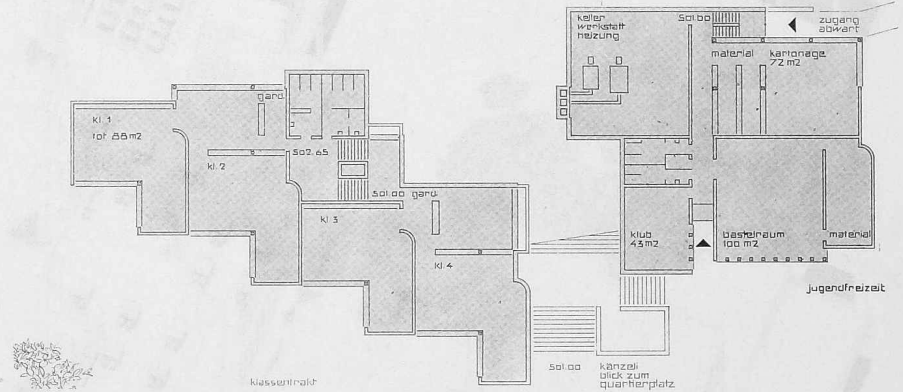 keller
werkstatt
heizung
501.00
zugang
abwart
material
kartonage
72 m2
gard.
kl. 1
tot 88 m2
kl. 2
502.65
501.00 gard.
kl. 3
kl. 4
klub
43 m2
bastelraum
100 m2
material
jugendfreizeit
klassentrakt
501.00
känzeli
blick zum
quartierplatz